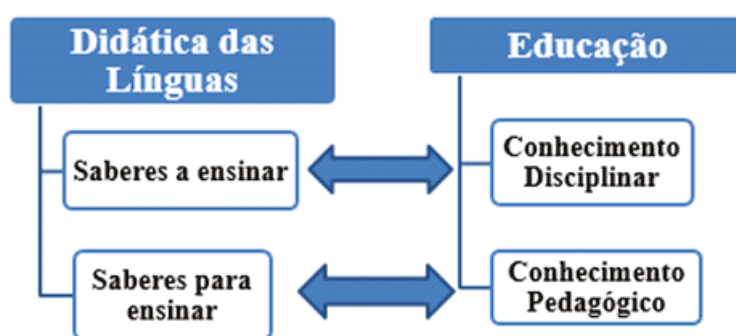 Didática das
Línguas
Educação
Saberes a ensinar
Conhecimento
Disciplinar
Saberes para
ensinar
Conhecimento
Pedagógico